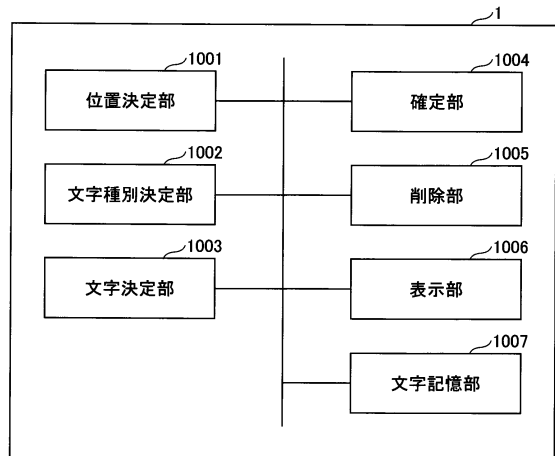 1
1001
位置決定部
1002
文字種別決定部
1003
文字決定部
1004
確定部
1005
削除部
1006
表示部
1007
文字記憶部